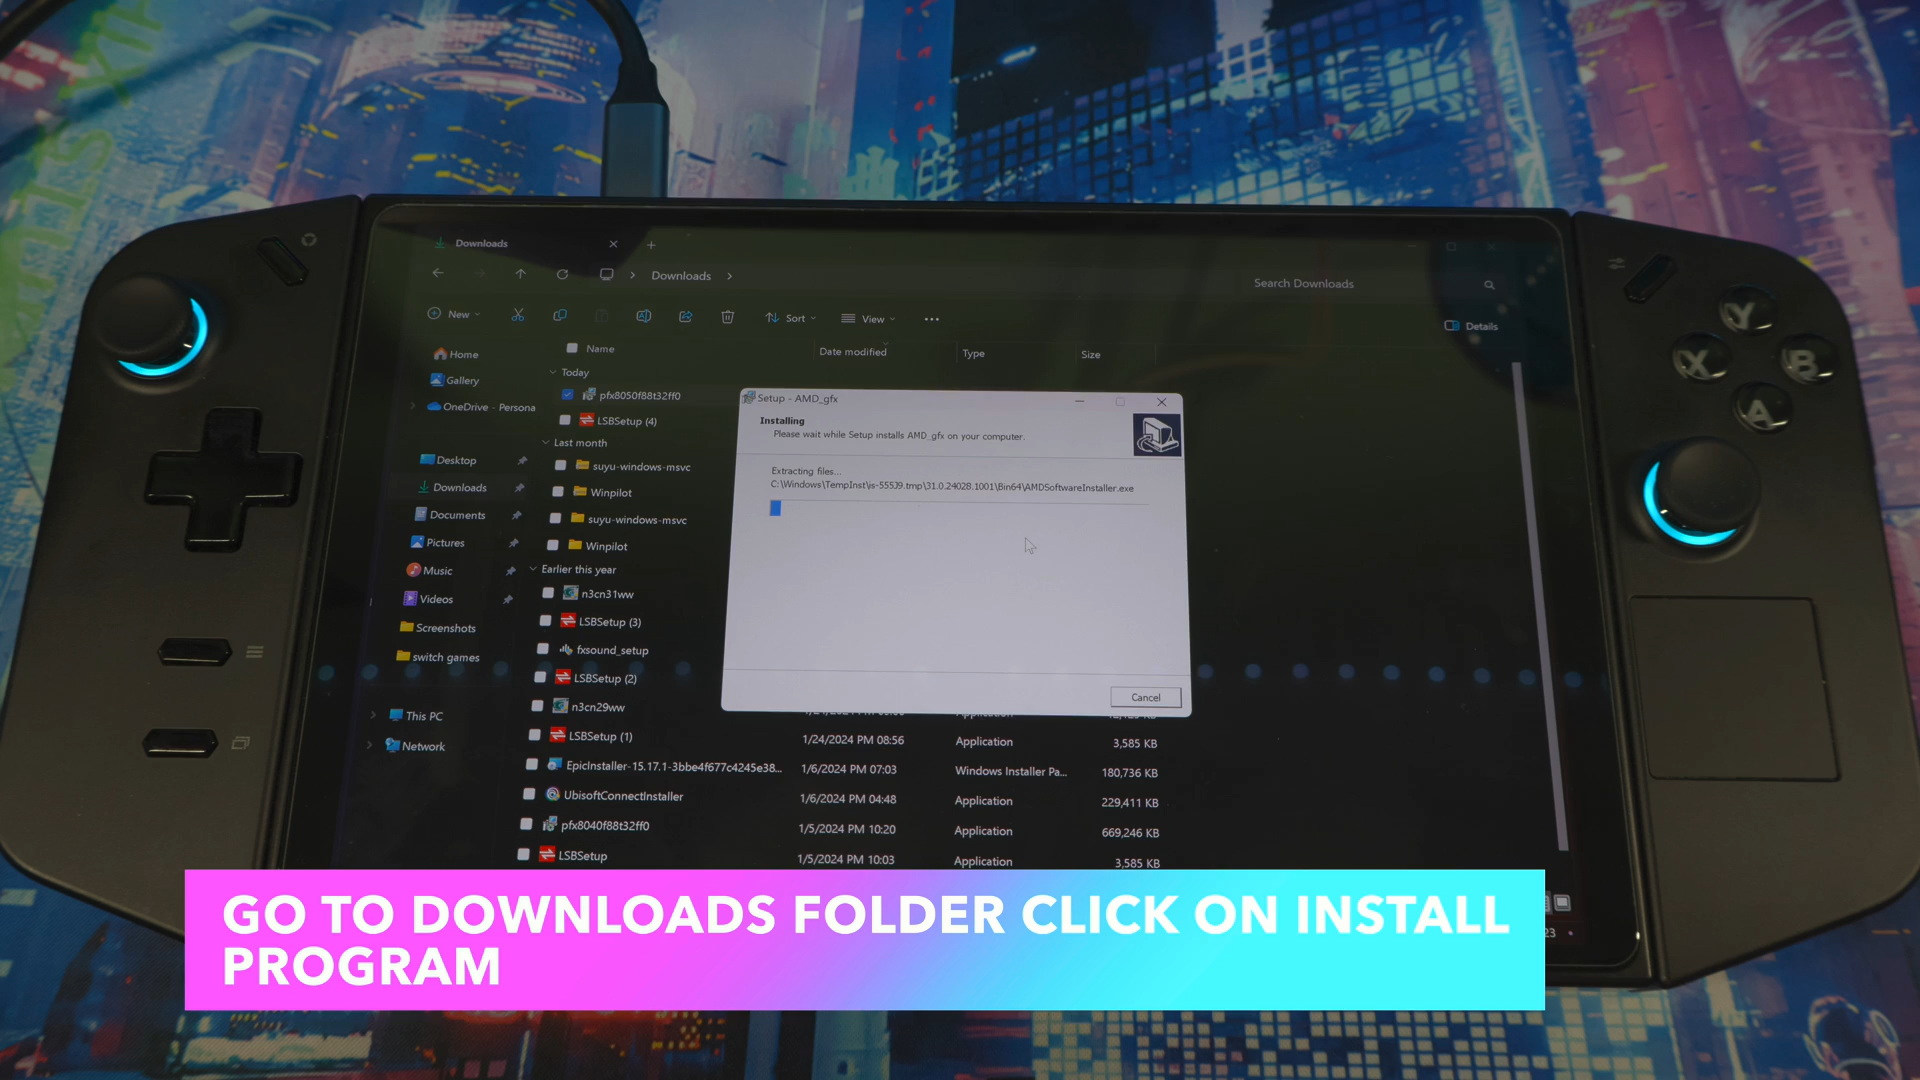 Downloads
Downloads
Search Downloads
New
Sort
View
Details
Name
Date modified
Type
Size
Home
Gallery
OneDrive - Persona
Desktop
Downloads
Documents
Pictures
Music
Videos
Screenshots
switch games
This PC
Network
Today
pfx8050f88t32ff0
LSBSetup (4)
Last month
suyu-windows-msvc
Winpilot
suyu-windows-msvc
Winpilot
Earlier this year
n3cn31ww
LSBSetup (3)
fxsound_setup
LSBSetup (2)
n3cn29ww
LSBSetup (1) 1/24/2024 PM 08:56 Application 3,585 KB
EpicInstaller-15.17.1-3bbe4f677c4245e38... 1/6/2024 PM 07:03 Windows Installer Pa... 180,736 KB
UbisoftConnectInstaller 1/6/2024 PM 04:48 Application 229,411 KB
pfx8040f88t32ff0 1/5/2024 PM 10:20 Application 669,246 KB
LSBSetup 1/5/2024 PM 10:03 Application 3,585 KB
Setup - AMD_gfx
Installing
Please wait while Setup installs AMD_gfx on your computer.
Extracting files...
C:\Windows\TempInst\is-555J9.tmp\31.0.24028.1001\Bin64\AMDSoftwareInstaller.exe
Cancel
Y
X
B
A
23
GO TO DOWNLOADS FOLDER CLICK ON INSTALL
PROGRAM